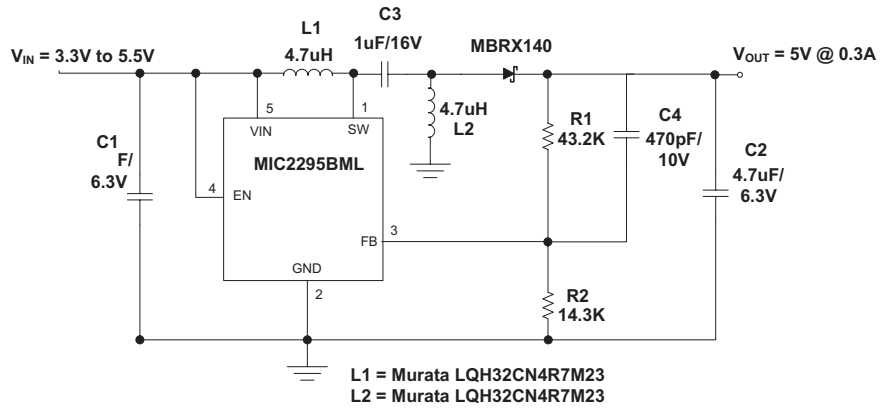 C3
1uF/16V
L1
4.7uH
MBRX140
VIN = 3.3V to 5.5V
VOUT = 5V @ 0.3A
5
VIN
1
SW
4.7uH
L2
R1
43.2K
C4
470pF/
10V
C2
4.7uF/
6.3V
C1
F/
6.3V
MIC2295BML
4
EN
FB
3
GND
2
R2
14.3K
L1 = Murata LQH32CN4R7M23
L2 = Murata LQH32CN4R7M23